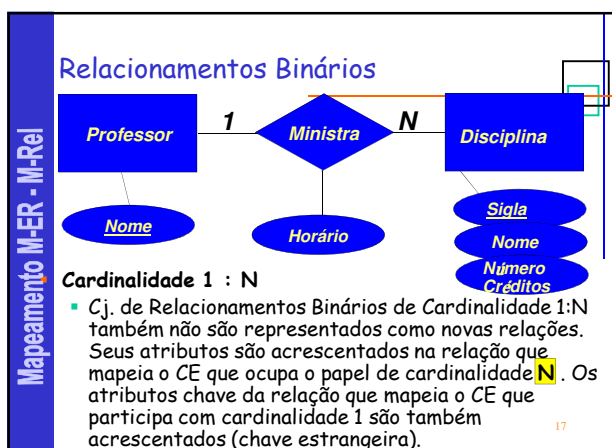 Mapeamento M-ER - M-Rel
Relacionamentos Binários
Professor
1
Ministra
N
Disciplina
Nome
Horário
Sigla
Nome
Número
Créditos
Cardinalidade 1 : N
Cj. de Relacionamentos Binários de Cardinalidade 1:N
também não são representados como novas relações.
Seus atributos são acrescentados na relação que
mapeia o CE que ocupa o papel de cardinalidade N . Os
atributos chave da relação que mapeia o CE que
participa com cardinalidade 1 são também
acrescentados (chave estrangeira).
17